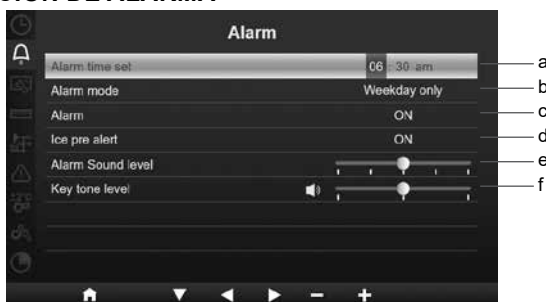 Alarm
Alarm time set 06 : 30 am a
Alarm mode Weekday only b
Alarm ON c
Ice pre alert ON d
Alarm Sound level e
Key tone level f